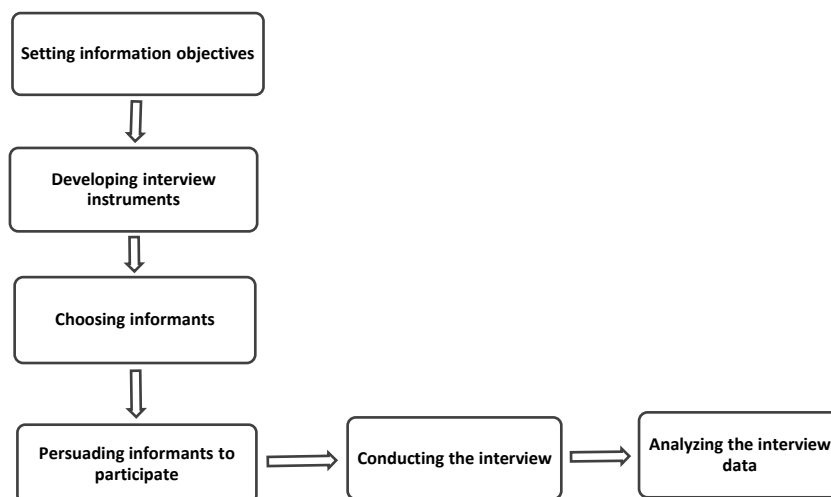 Setting information objectives
Developing interview
instruments
Choosing informants
Persuading informants to
participate
Conducting the interview
Analyzing the interview
data